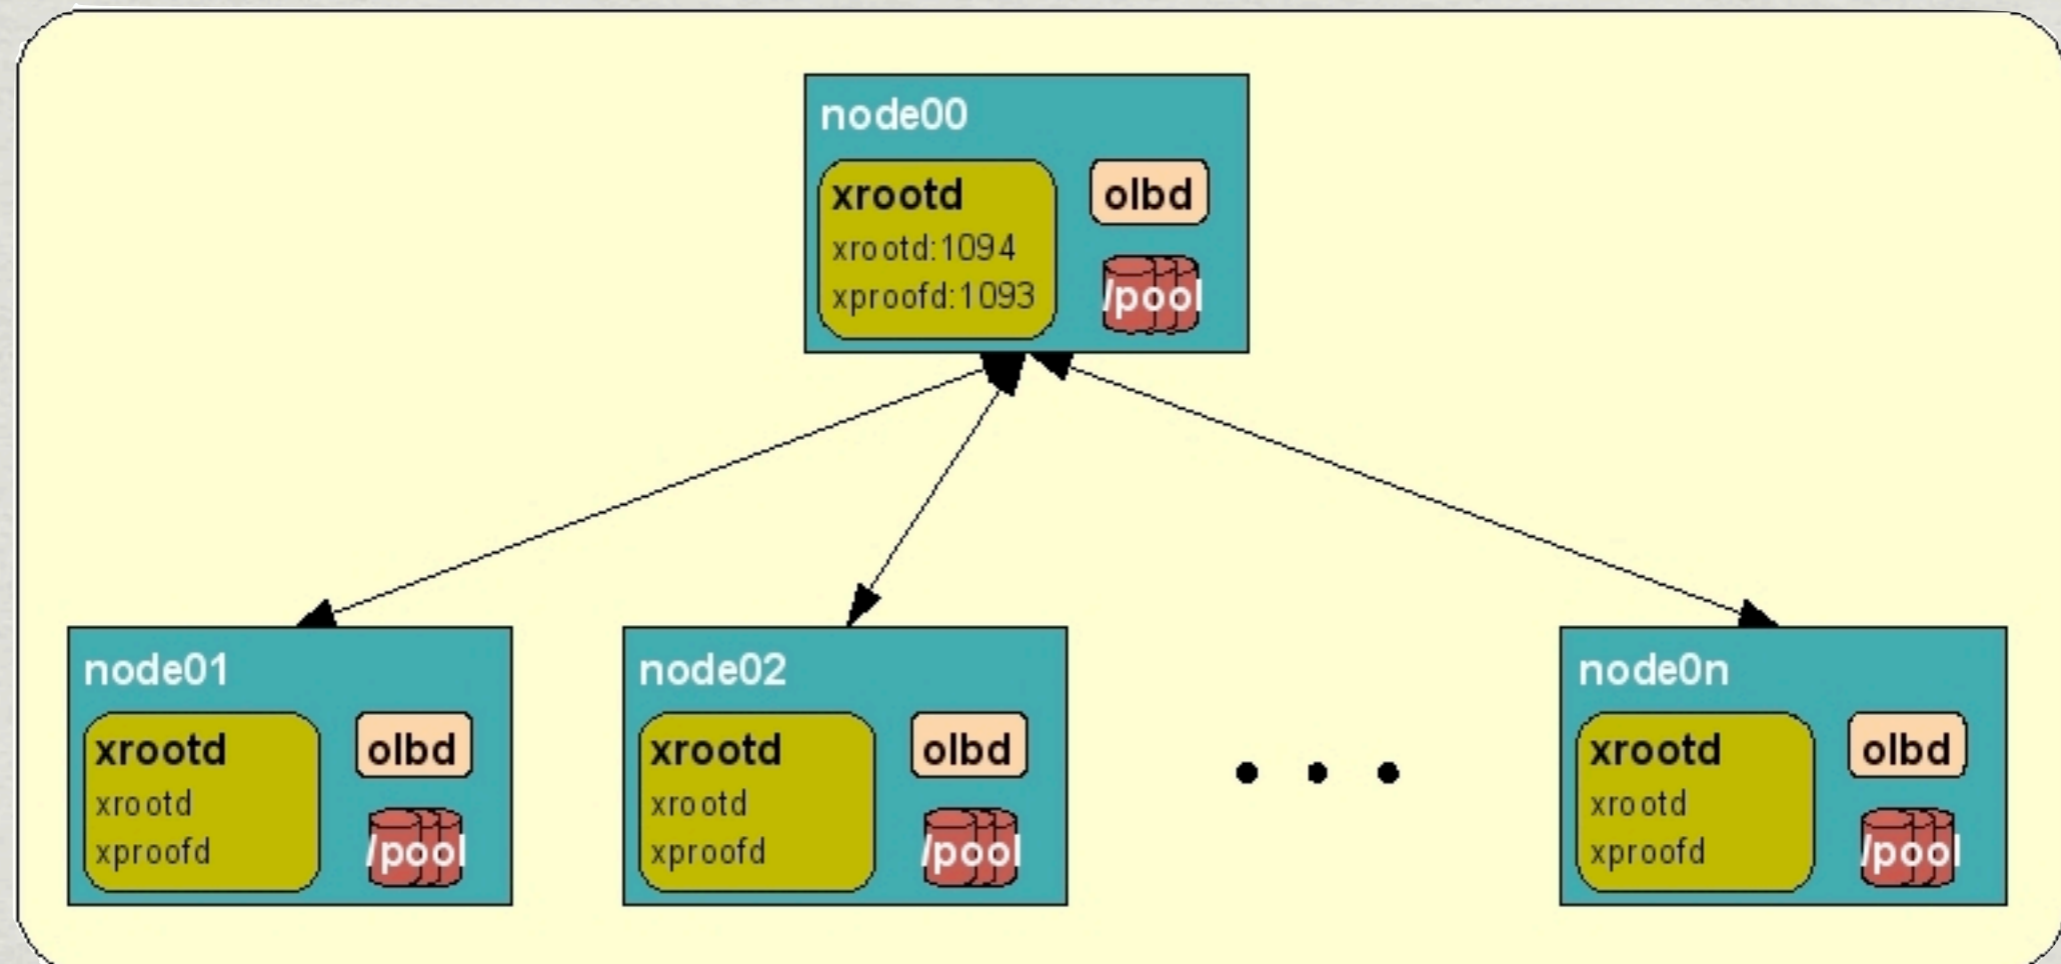 node00
xrootd
xrootd:1094
xproofd:1093
olbd
/pool
node01
xrootd
xrootd
xproofd
olbd
/pool
node02
xrootd
xrootd
xproofd
olbd
/pool
• • •
node0n
xrootd
xrootd
xproofd
olbd
/pool